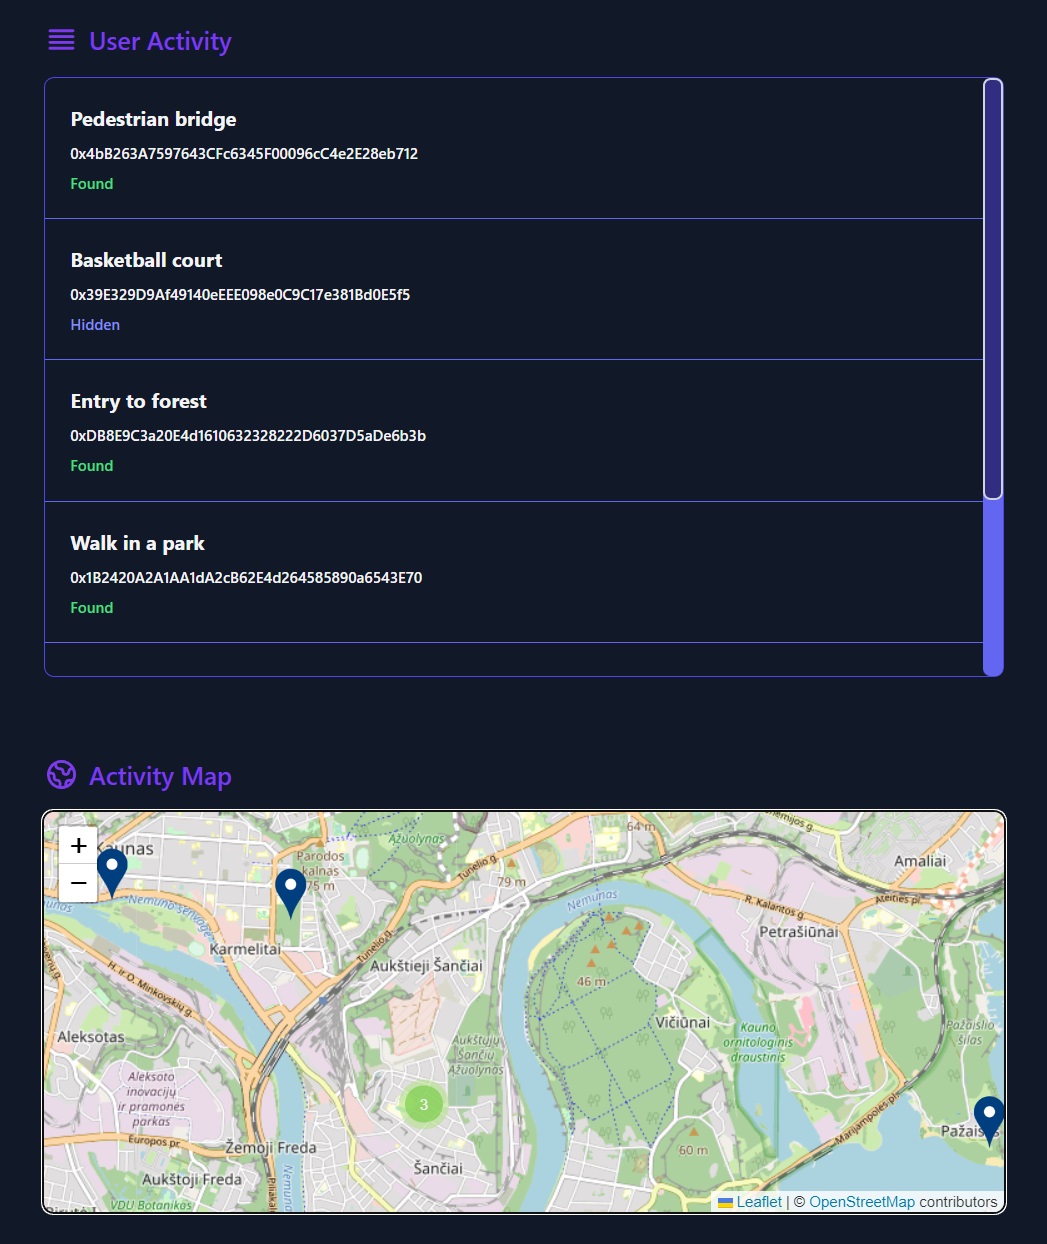 User Activity
Pedestrian bridge
0x4bB263A7597643CFc6345F00096cC4e2E28eb712
Found
Basketball court
0x39E329D9Af49140eEEE098e0C9C17e381Bd0E5f5
Hidden
Entry to forest
0xDB8E9C3a20E4d1610632328222D6037D5aDe6b3b
Found
Walk in a park
0x1B2420A2A1AA1dA2cB62E4d264585890a6543E70
Found
Activity Map
+
−
Kaunas
Parodos
kalnas
75 m
Ąžuolynas
Tunelio g.
79 m
64 m
Amaliai
Ateities pr.
R. Kalantos g.
Petrašiūnai
Nemunas
Karmelitai
Tunelio g.
Aukštieji Šančiai
46 m
H. ir O. Minkovskių g.
Aleksotas
Vičiūnai
Kauno
ornitologinis
draustinis
Pažaislio
šilas
Aukštųjų
Šančių
Ąžuolynas
Aleksoto
inovacijų
ir pramonės
parkas
3
Marijampolės pl.
Europos pr.
Žemoji Freda
60 m
Šančiai
Aukštoji Freda
VDU Botanikos
Leaflet | © OpenStreetMap contributors